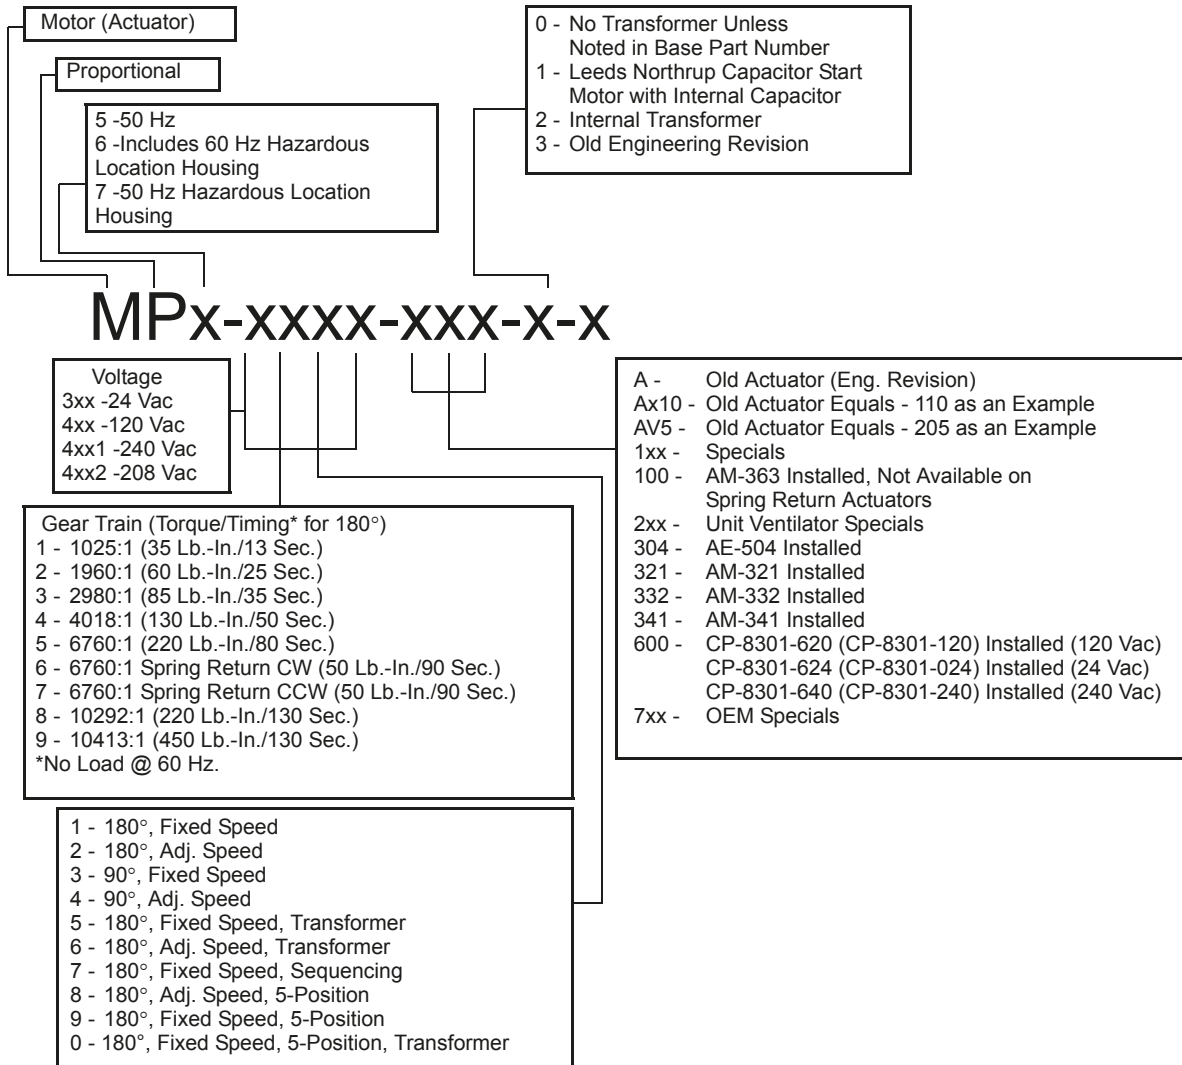 Motor (Actuator)
Proportional
5 -50 Hz
6 -Includes 60 Hz Hazardous
Location Housing
7 -50 Hz Hazardous Location
Housing
0 - No Transformer Unless
Noted in Base Part Number
1 - Leeds Northrup Capacitor Start
Motor with Internal Capacitor
2 - Internal Transformer
3 - Old Engineering Revision
MPx-xxxx-xxx-x-x
Voltage
3xx -24 Vac
4xx -120 Vac
4xx1 -240 Vac
4xx2 -208 Vac
Gear Train (Torque/Timing* for 180°)
1 - 1025:1 (35 Lb.-In./13 Sec.)
2 - 1960:1 (60 Lb.-In./25 Sec.)
3 - 2980:1 (85 Lb.-In./35 Sec.)
4 - 4018:1 (130 Lb.-In./50 Sec.)
5 - 6760:1 (220 Lb.-In./80 Sec.)
6 - 6760:1 Spring Return CW (50 Lb.-In./90 Sec.)
7 - 6760:1 Spring Return CCW (50 Lb.-In./90 Sec.)
8 - 10292:1 (220 Lb.-In./130 Sec.)
9 - 10413:1 (450 Lb.-In./130 Sec.)
*No Load @ 60 Hz.
1 - 180°, Fixed Speed
2 - 180°, Adj. Speed
3 - 90°, Fixed Speed
4 - 90°, Adj. Speed
5 - 180°, Fixed Speed, Transformer
6 - 180°, Adj. Speed, Transformer
7 - 180°, Fixed Speed, Sequencing
8 - 180°, Adj. Speed, 5-Position
9 - 180°, Fixed Speed, 5-Position
0 - 180°, Fixed Speed, 5-Position, Transformer
A - Old Actuator (Eng. Revision)
Ax10 - Old Actuator Equals - 110 as an Example
AV5 - Old Actuator Equals - 205 as an Example
1xx - Specials
100 - AM-363 Installed, Not Available on
Spring Return Actuators
2xx - Unit Ventilator Specials
304 - AE-504 Installed
321 - AM-321 Installed
332 - AM-332 Installed
341 - AM-341 Installed
600 - CP-8301-620 (CP-8301-120) Installed (120 Vac)
CP-8301-624 (CP-8301-024) Installed (24 Vac)
CP-8301-640 (CP-8301-240) Installed (240 Vac)
7xx - OEM Specials